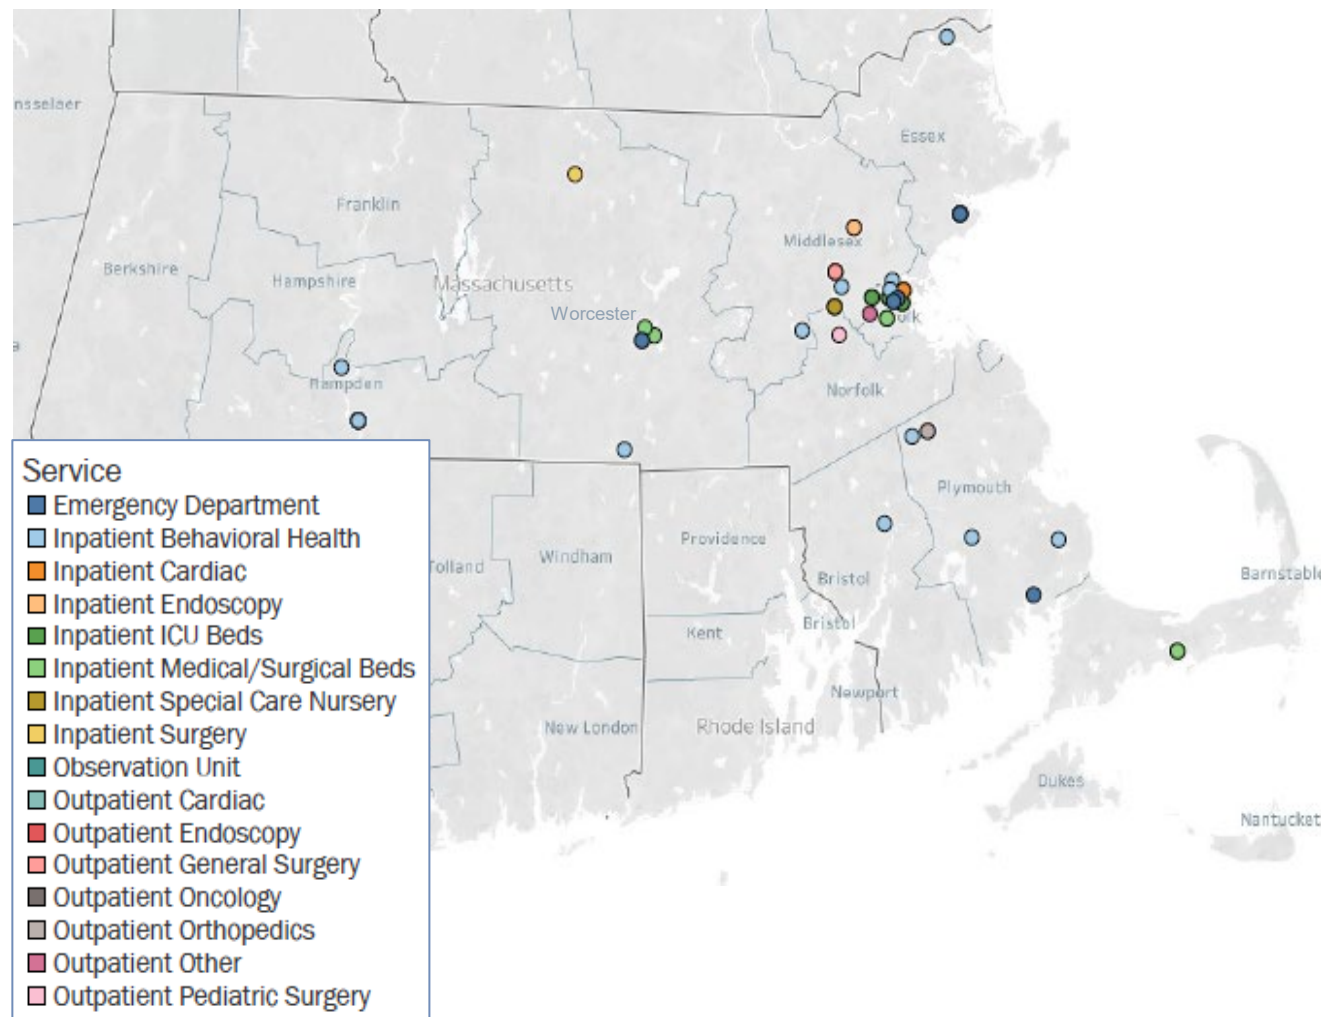 Essex
nsselaer
Franklin
Middlesex
Berkshire
Hampshire
Massachusetts
Worcester
Hampden
Norfolk
Plymouth
Providence
Windham
Tolland
Bristol
Barnstable
Bristol
Kent
Newport
New London
Rhode Island
Dukes
Nantucket
Service
Emergency Department
Inpatient Behavioral Health
Inpatient Cardiac
Inpatient Endoscopy
Inpatient ICU Beds
Inpatient Medical/Surgical Beds
Inpatient Special Care Nursery
Inpatient Surgery
Observation Unit
Outpatient Cardiac
Outpatient Endoscopy
Outpatient General Surgery
Outpatient Oncology
Outpatient Orthopedics
Outpatient Other
Outpatient Pediatric Surgery